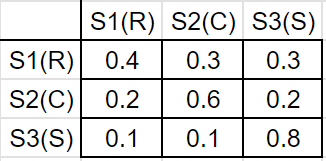 S1(R) S2(C) S3(S)
S1(R) 0.4 0.3 0.3
S2(C) 0.2 0.6 0.2
S3(S) 0.1 0.1 0.8